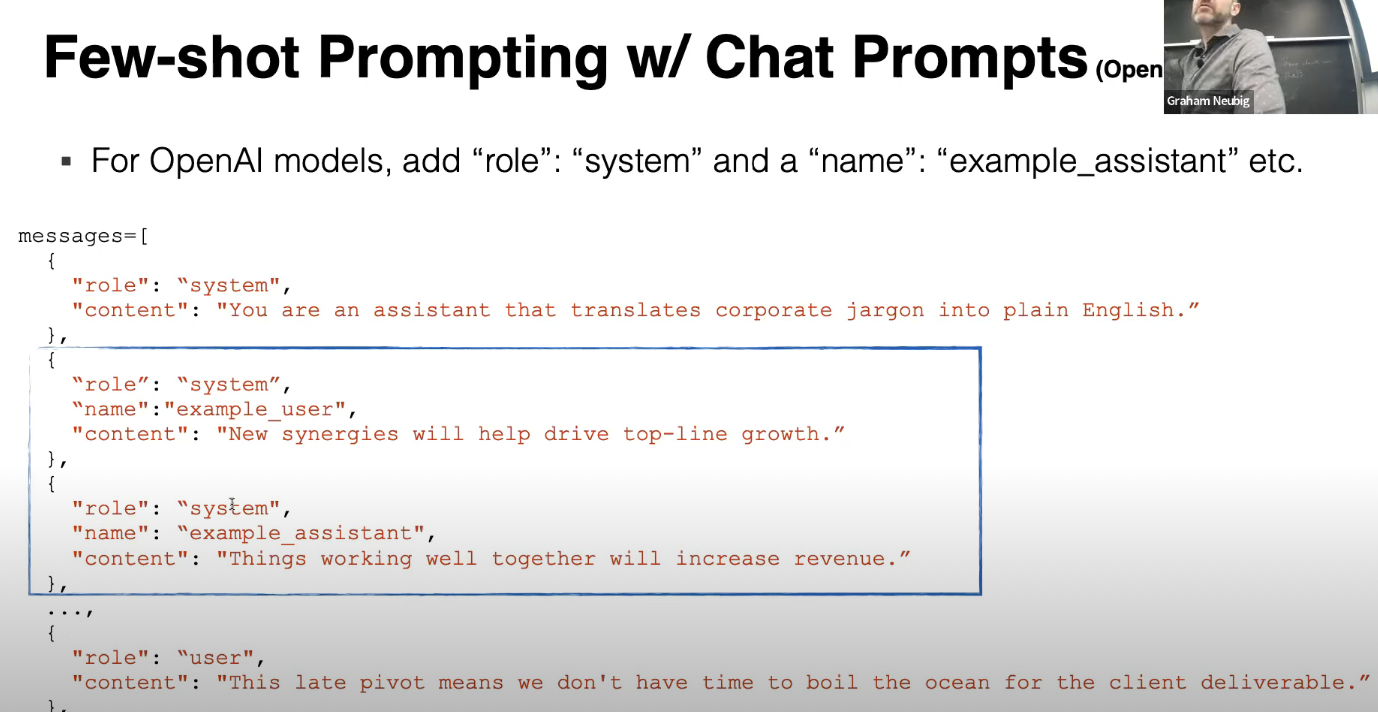 Few-shot Prompting w/ Chat Prompts (Open
Graham Neubig
▪ For OpenAI models, add “role”: “system” and a “name”: “example_assistant” etc.
messages=[
{
"role": “system",
"content": "You are an assistant that translates corporate jargon into plain English.”
},
{
“role”: “system”,
“name":"example_user",
"content": "New synergies will help drive top-line growth.”
},
{
"role": “system",
"name": “example_assistant",
"content": "Things working well together will increase revenue.”
},
...,
{
"role": “user",
"content": "This late pivot means we don't have time to boil the ocean for the client deliverable.”
},